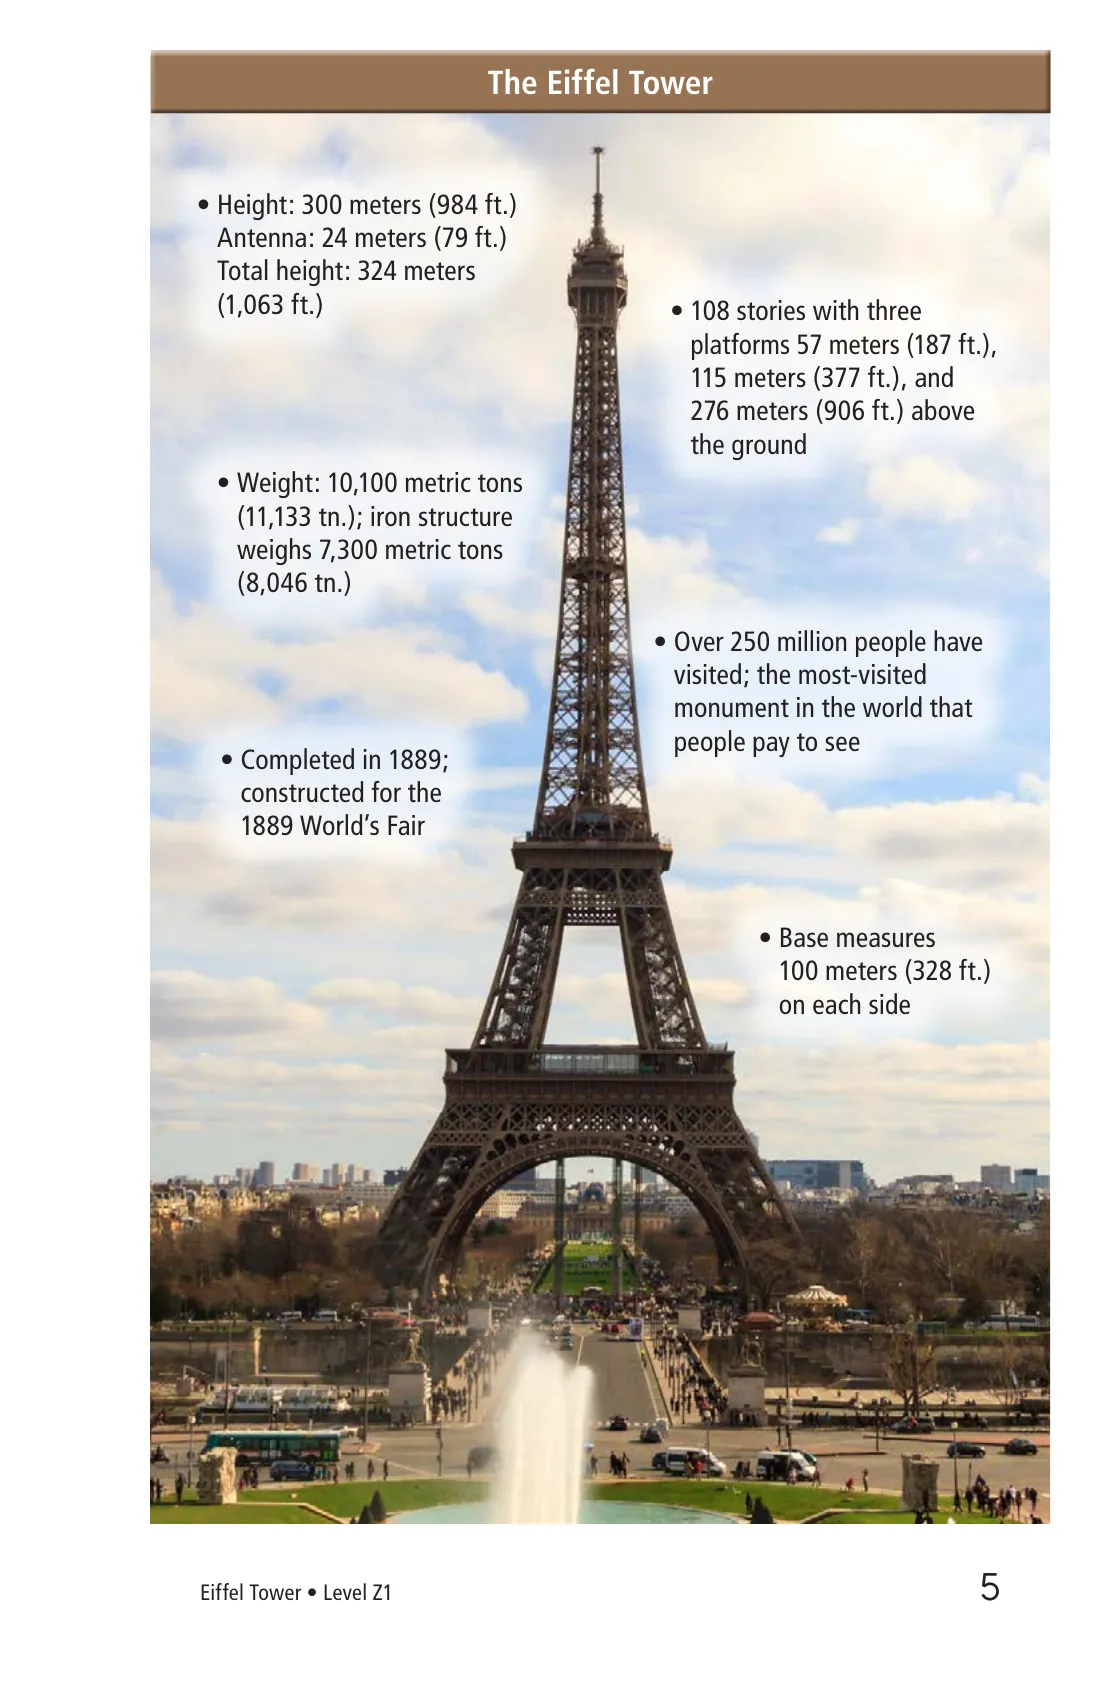 The Eiffel Tower
• Height: 300 meters (984 ft.)
Antenna: 24 meters (79 ft.)
Total height: 324 meters
(1,063 ft.)
• 108 stories with three
platforms 57 meters (187 ft.),
115 meters (377 ft.), and
276 meters (906 ft.) above
the ground
• Weight: 10,100 metric tons
(11,133 tn.); iron structure
weighs 7,300 metric tons
(8,046 tn.)
• Over 250 million people have
visited; the most-visited
monument in the world that
people pay to see
• Completed in 1889;
constructed for the
1889 World’s Fair
• Base measures
100 meters (328 ft.)
on each side
Eiffel Tower • Level Z1
5